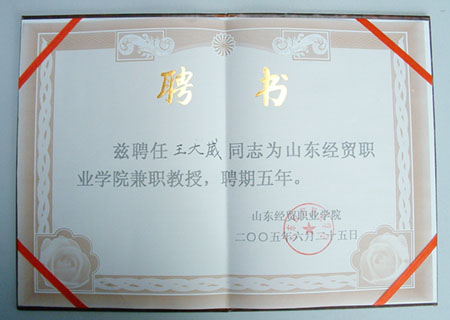 聘 书
兹聘任王大威同志为山东经贸职
业学院兼职教授，聘期五年。
山东经贸职业学院
二〇〇五年六月二十五日